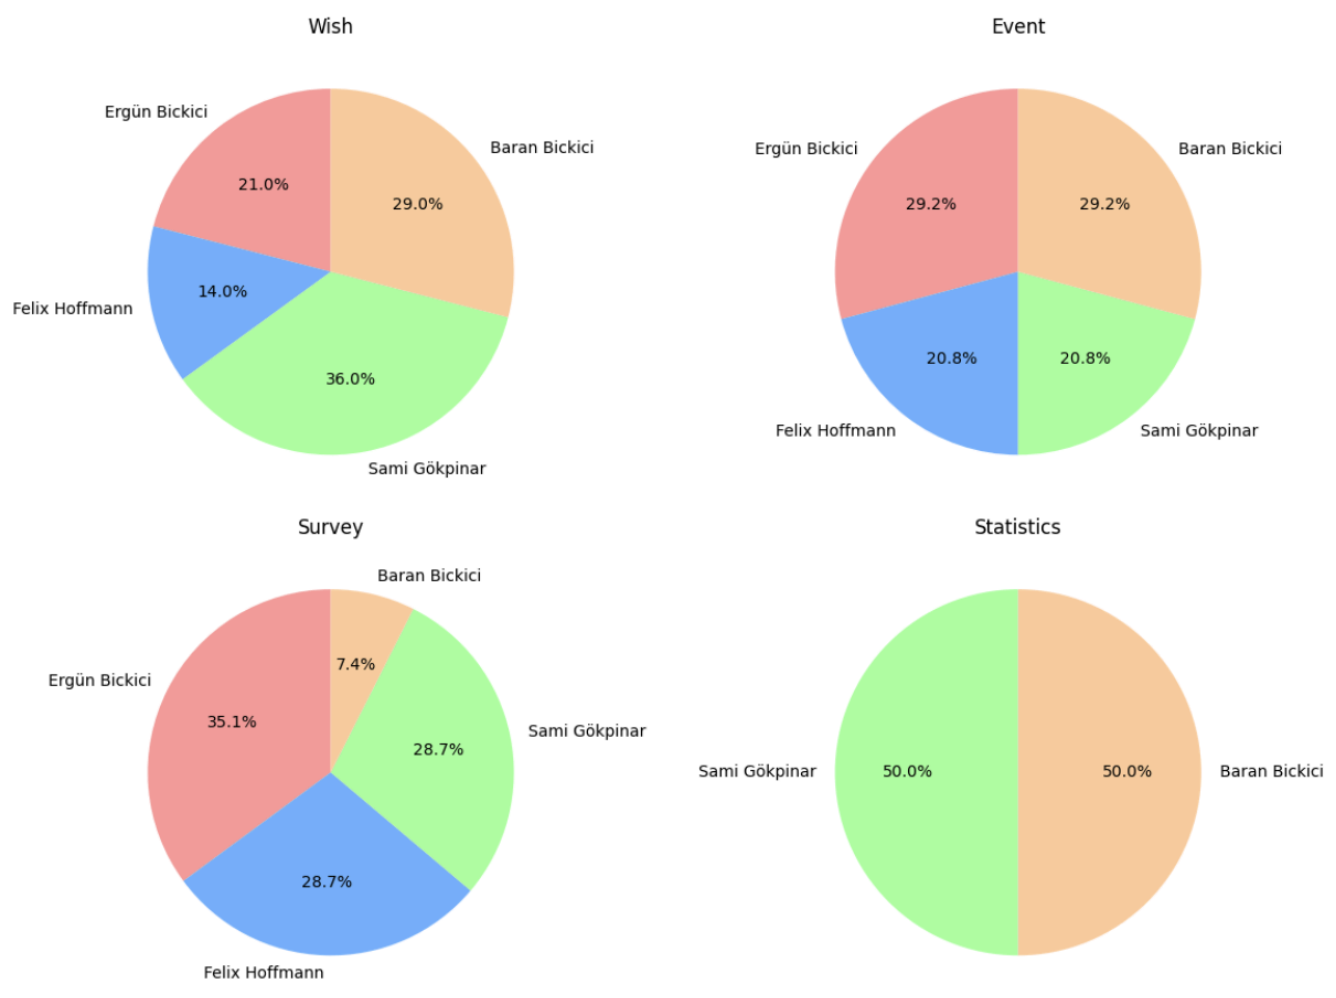 Wish
Ergün Bickici
Baran Bickici
21.0%
29.0%
14.0%
Felix Hoffmann
36.0%
Sami Gökpinar
Event
Ergün Bickici
Baran Bickici
29.2%
29.2%
20.8%
20.8%
Felix Hoffmann
Sami Gökpinar
Survey
Baran Bickici
7.4%
Ergün Bickici
35.1%
Sami Gökpinar
28.7%
28.7%
Felix Hoffmann
Statistics
Sami Gökpinar
50.0%
50.0%
Baran Bickici